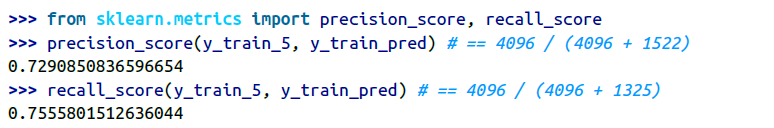 >>> from sklearn.metrics import precision_score, recall_score
>>> precision_score(y_train_5, y_train_pred) # == 4096 / (4096 + 1522)
0.7290850836596654
>>> recall_score(y_train_5, y_train_pred) # == 4096 / (4096 + 1325)
0.7555801512636044